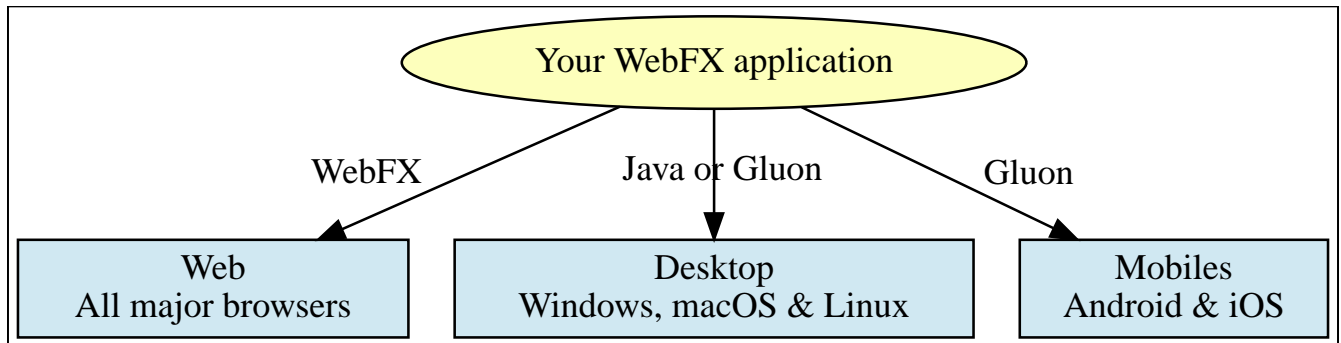 Your WebFX application
WebFX
Java or Gluon
Gluon
Web
All major browsers
Desktop
Windows, macOS & Linux
Mobiles
Android & iOS